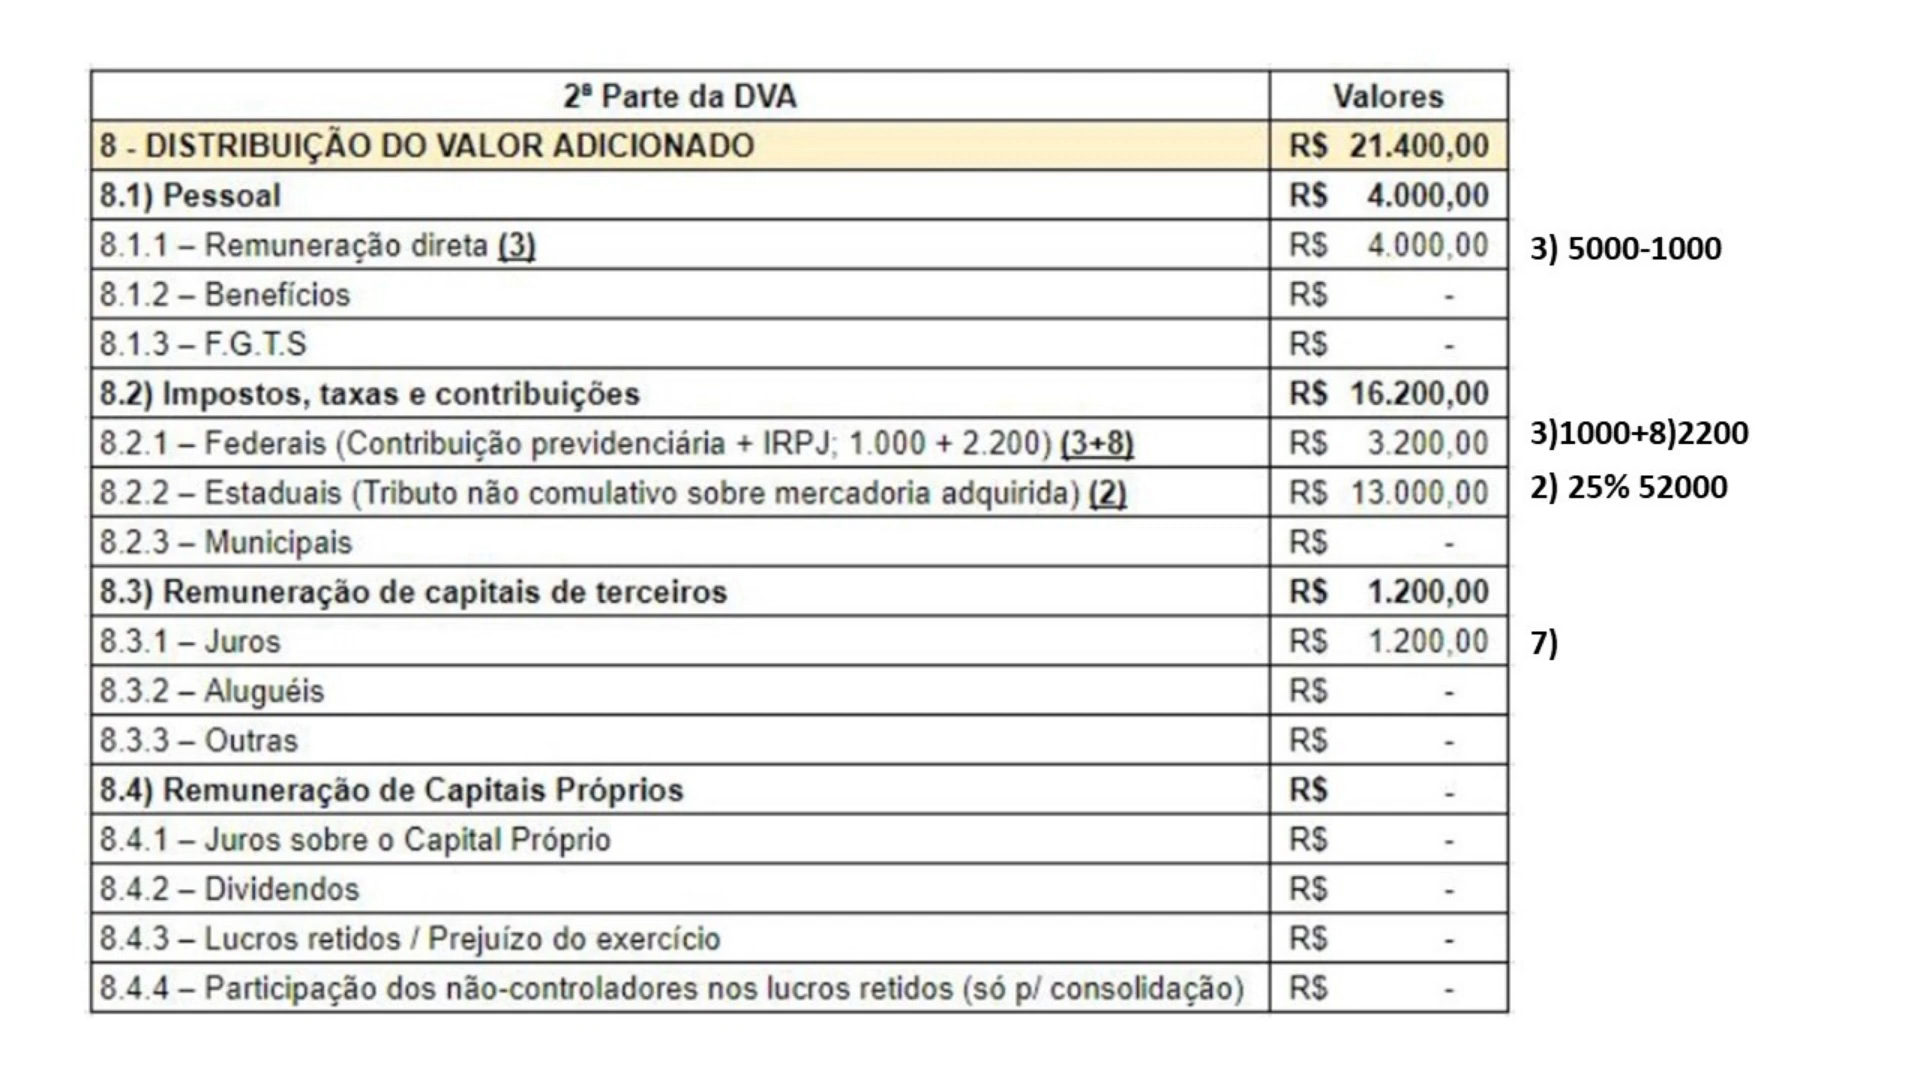 2ª Parte da DVA Valores
8 - DISTRIBUIÇÃO DO VALOR ADICIONADO R$ 21.400,00
8.1) Pessoal R$ 4.000,00
8.1.1 – Remuneração direta (3) R$ 4.000,00 3) 5000-1000
8.1.2 – Benefícios R$ -
8.1.3 – F.G.T.S R$ -
8.2) Impostos, taxas e contribuições R$ 16.200,00
8.2.1 – Federais (Contribuição previdenciária + IRPJ; 1.000 + 2.200) (3+8) R$ 3.200,00 3)1000+8)2200
8.2.2 – Estaduais (Tributo não comulativo sobre mercadoria adquirida) (2) R$ 13.000,00 2) 25% 52000
8.2.3 – Municipais R$ -
8.3) Remuneração de capitais de terceiros R$ 1.200,00
8.3.1 – Juros R$ 1.200,00 7)
8.3.2 – Aluguéis R$ -
8.3.3 – Outras R$ -
8.4) Remuneração de Capitais Próprios R$ -
8.4.1 – Juros sobre o Capital Próprio R$ -
8.4.2 – Dividendos R$ -
8.4.3 – Lucros retidos / Prejuízo do exercício R$ -
8.4.4 – Participação dos não-controladores nos lucros retidos (só p/ consolidação) R$ -